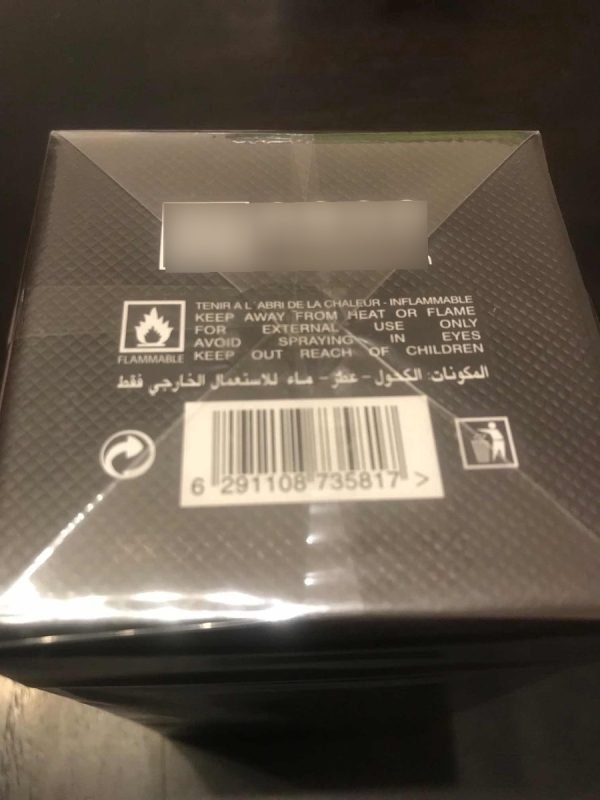 TENIR A L'ABRI DE LA CHALEUR - INFLAMMABLE
KEEP AWAY FROM HEAT OR FLAME
FOR EXTERNAL USE ONLY
AVOID SPRAYING IN EYES
KEEP OUT REACH OF CHILDREN
FLAMMABLE
المكونات: الكحول - عطر - ماء للاستعمال الخارجي فقط
6 291108 735817 >